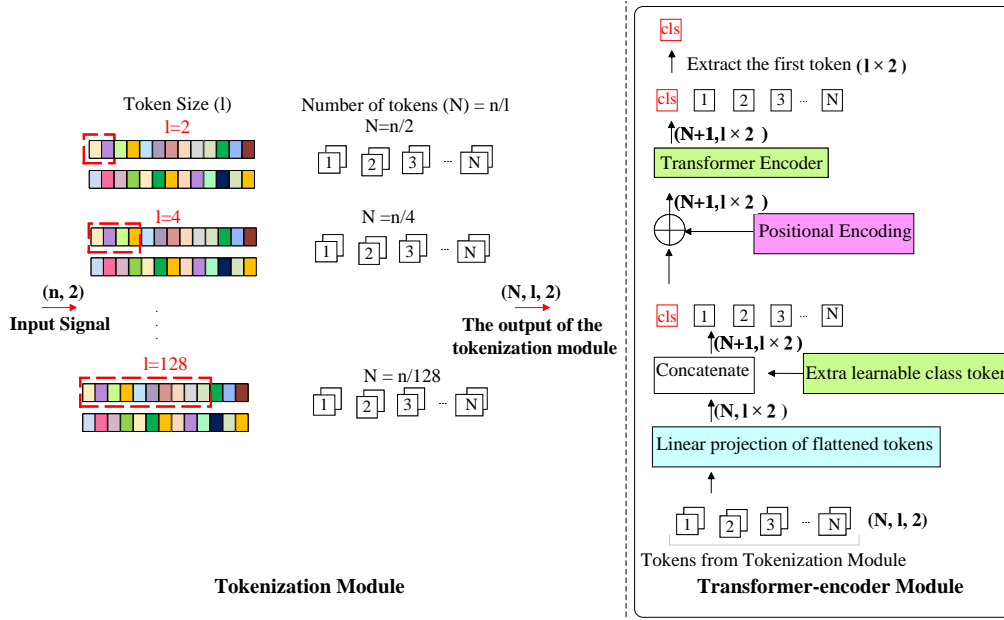 Token Size (l)
l=2
l=4
(n, 2)
Input Signal
.
.
.
l=128
Number of tokens (N) = n/l
N=n/2
1 2 3 ... N
N =n/4
1 2 3 ... N
(N, l, 2)
The output of the
tokenization module
N = n/128
1 2 3 ... N
Tokenization Module
cls
Extract the first token (l × 2)
cls 1 2 3 ... N
(N+1, l × 2)
Transformer Encoder
(N+1, l × 2)
Positional Encoding
cls 1 2 3 ... N
(N+1, l × 2)
Concatenate
Extra learnable class token
(N, l × 2)
Linear projection of flattened tokens
1 2 3 ... N (N, l, 2)
Tokens from Tokenization Module
Transformer-encoder Module